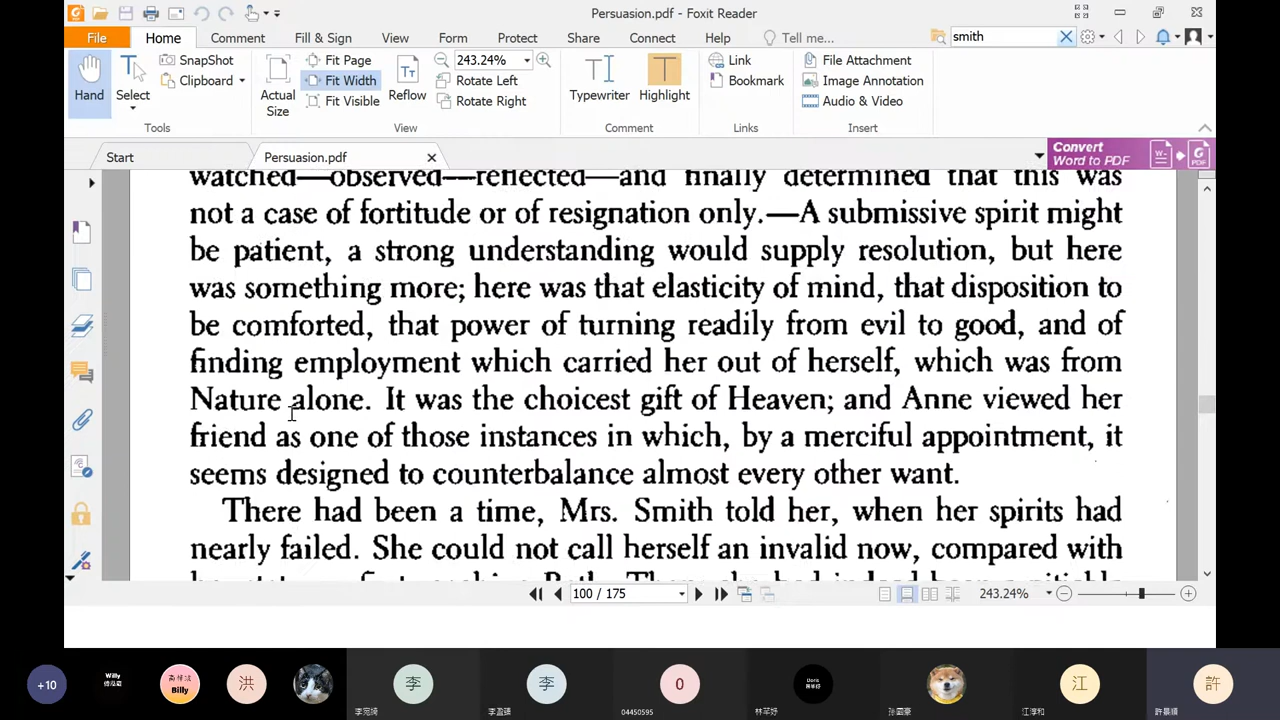 Persuasion.pdf - Foxit Reader
File Home Comment Fill & Sign View Form Protect Share Connect Help Tell me... smith
Hand Select SnapShot Clipboard Actual Size Fit Page Fit Width Fit Visible Reflow 243.24% Rotate Left Rotate Right Typewriter Highlight Link Bookmark File Attachment Image Annotation Audio & Video
Tools View Comment Links Insert
Start Persuasion.pdf Convert Word to PDF
watched—observed—reflected—and finally determined that this was
not a case of fortitude or of resignation only.—A submissive spirit might
be patient, a strong understanding would supply resolution, but here
was something more; here was that elasticity of mind, that disposition to
be comforted, that power of turning readily from evil to good, and of
finding employment which carried her out of herself, which was from
Nature alone. It was the choicest gift of Heaven; and Anne viewed her
friend as one of those instances in which, by a merciful appointment, it
seems designed to counterbalance almost every other want.
There had been a time, Mrs. Smith told her, when her spirits had
nearly failed. She could not call herself an invalid now, compared with
100 / 175 243.24%
+10 Willy Billy 洪 李 李 0 江 許
04450595 江淳和